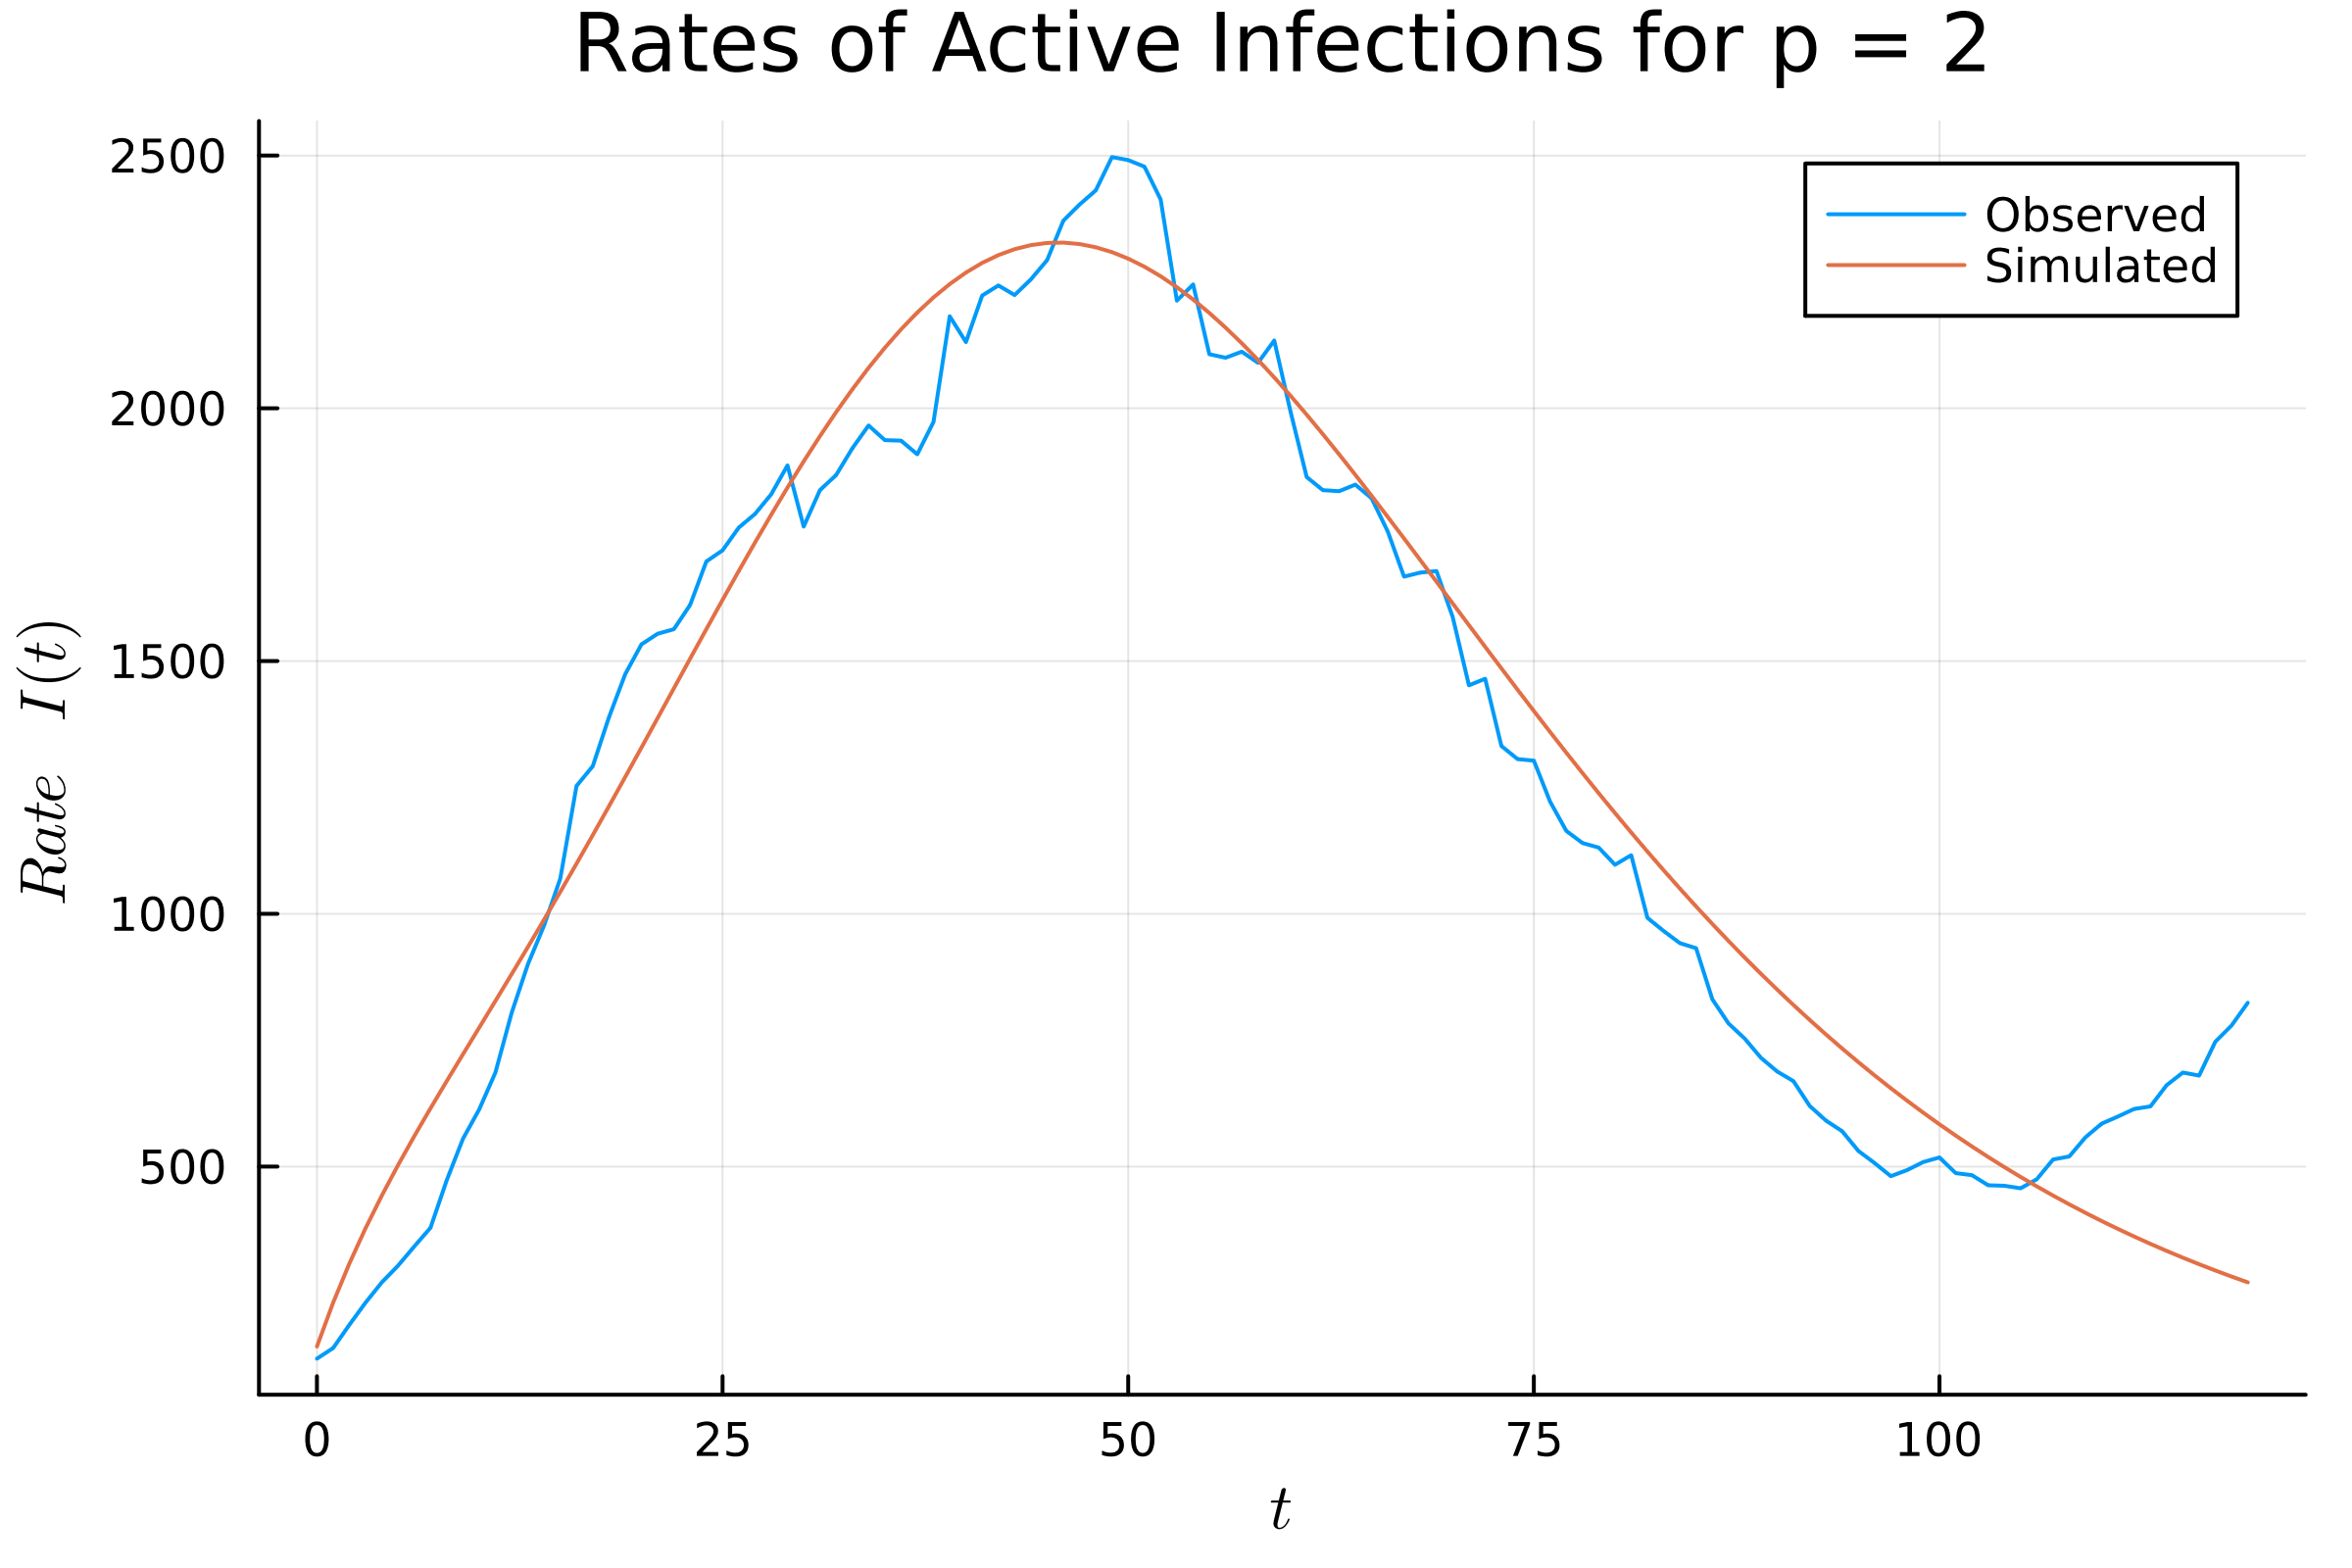 Rates of Active Infections for p = 2
2500
2000
1500
1000
500
Rate I(t)
Observed
Simulated
0 25 50 75 100
t